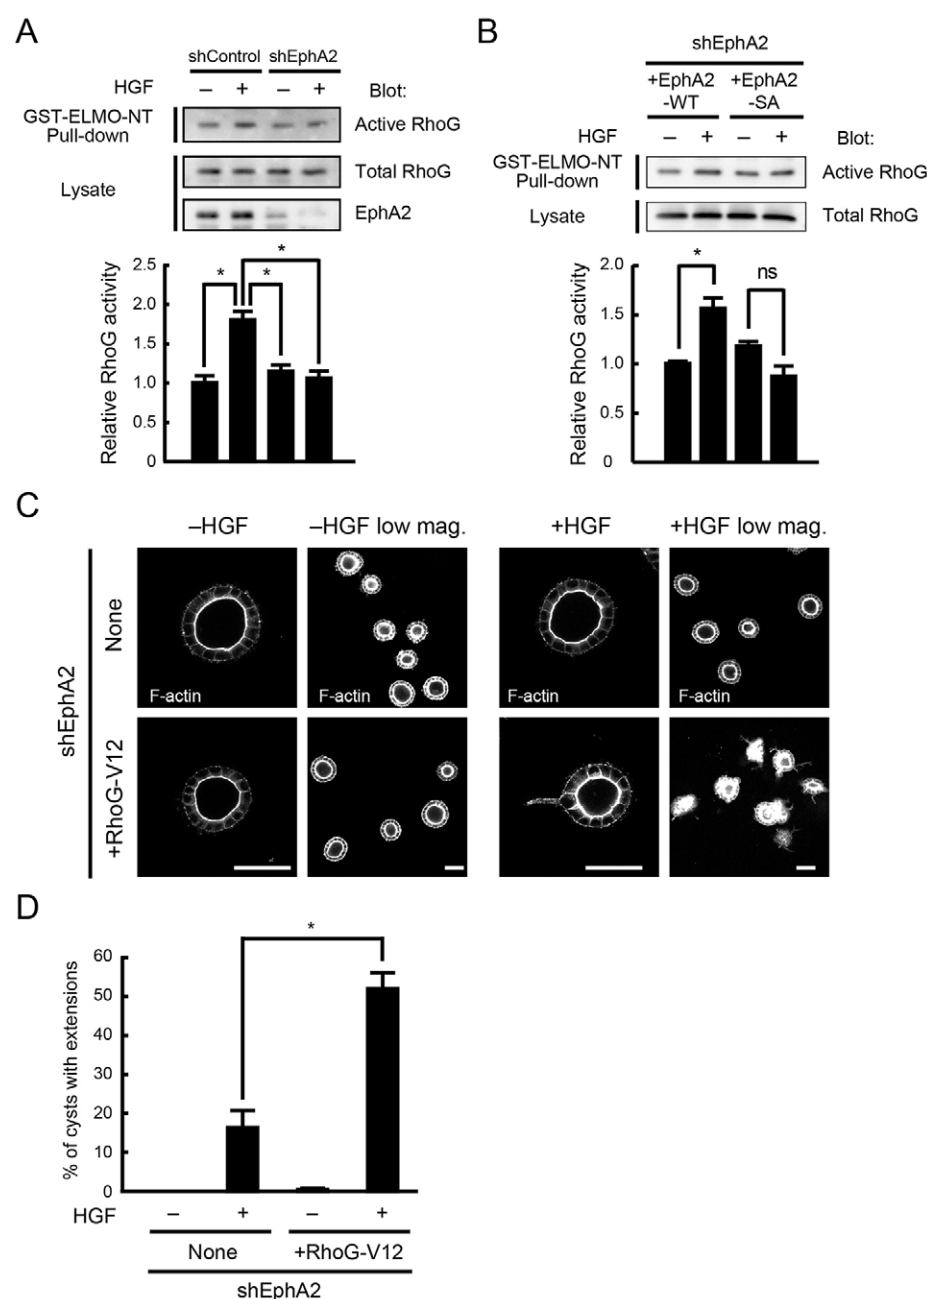 A
shControl shEphA2
HGF – + – + Blot:
GST-ELMO-NT
Pull-down
Active RhoG
Lysate
Total RhoG
EphA2
Relative RhoG activity
2.5
2.0
1.5
1.0
0.5
0
* * *
B
shEphA2
+EphA2
-WT
+EphA2
-SA
HGF – + – + Blot:
GST-ELMO-NT
Pull-down
Active RhoG
Lysate
Total RhoG
Relative RhoG activity
2.0
1.5
1.0
0.5
0
* ns
C
–HGF –HGF low mag. +HGF +HGF low mag.
shEphA2
None
F-actin F-actin F-actin F-actin
+RhoG-V12
D
% of cysts with extensions
60
50
40
30
20
10
0
*
HGF – + – +
None +RhoG-V12
shEphA2